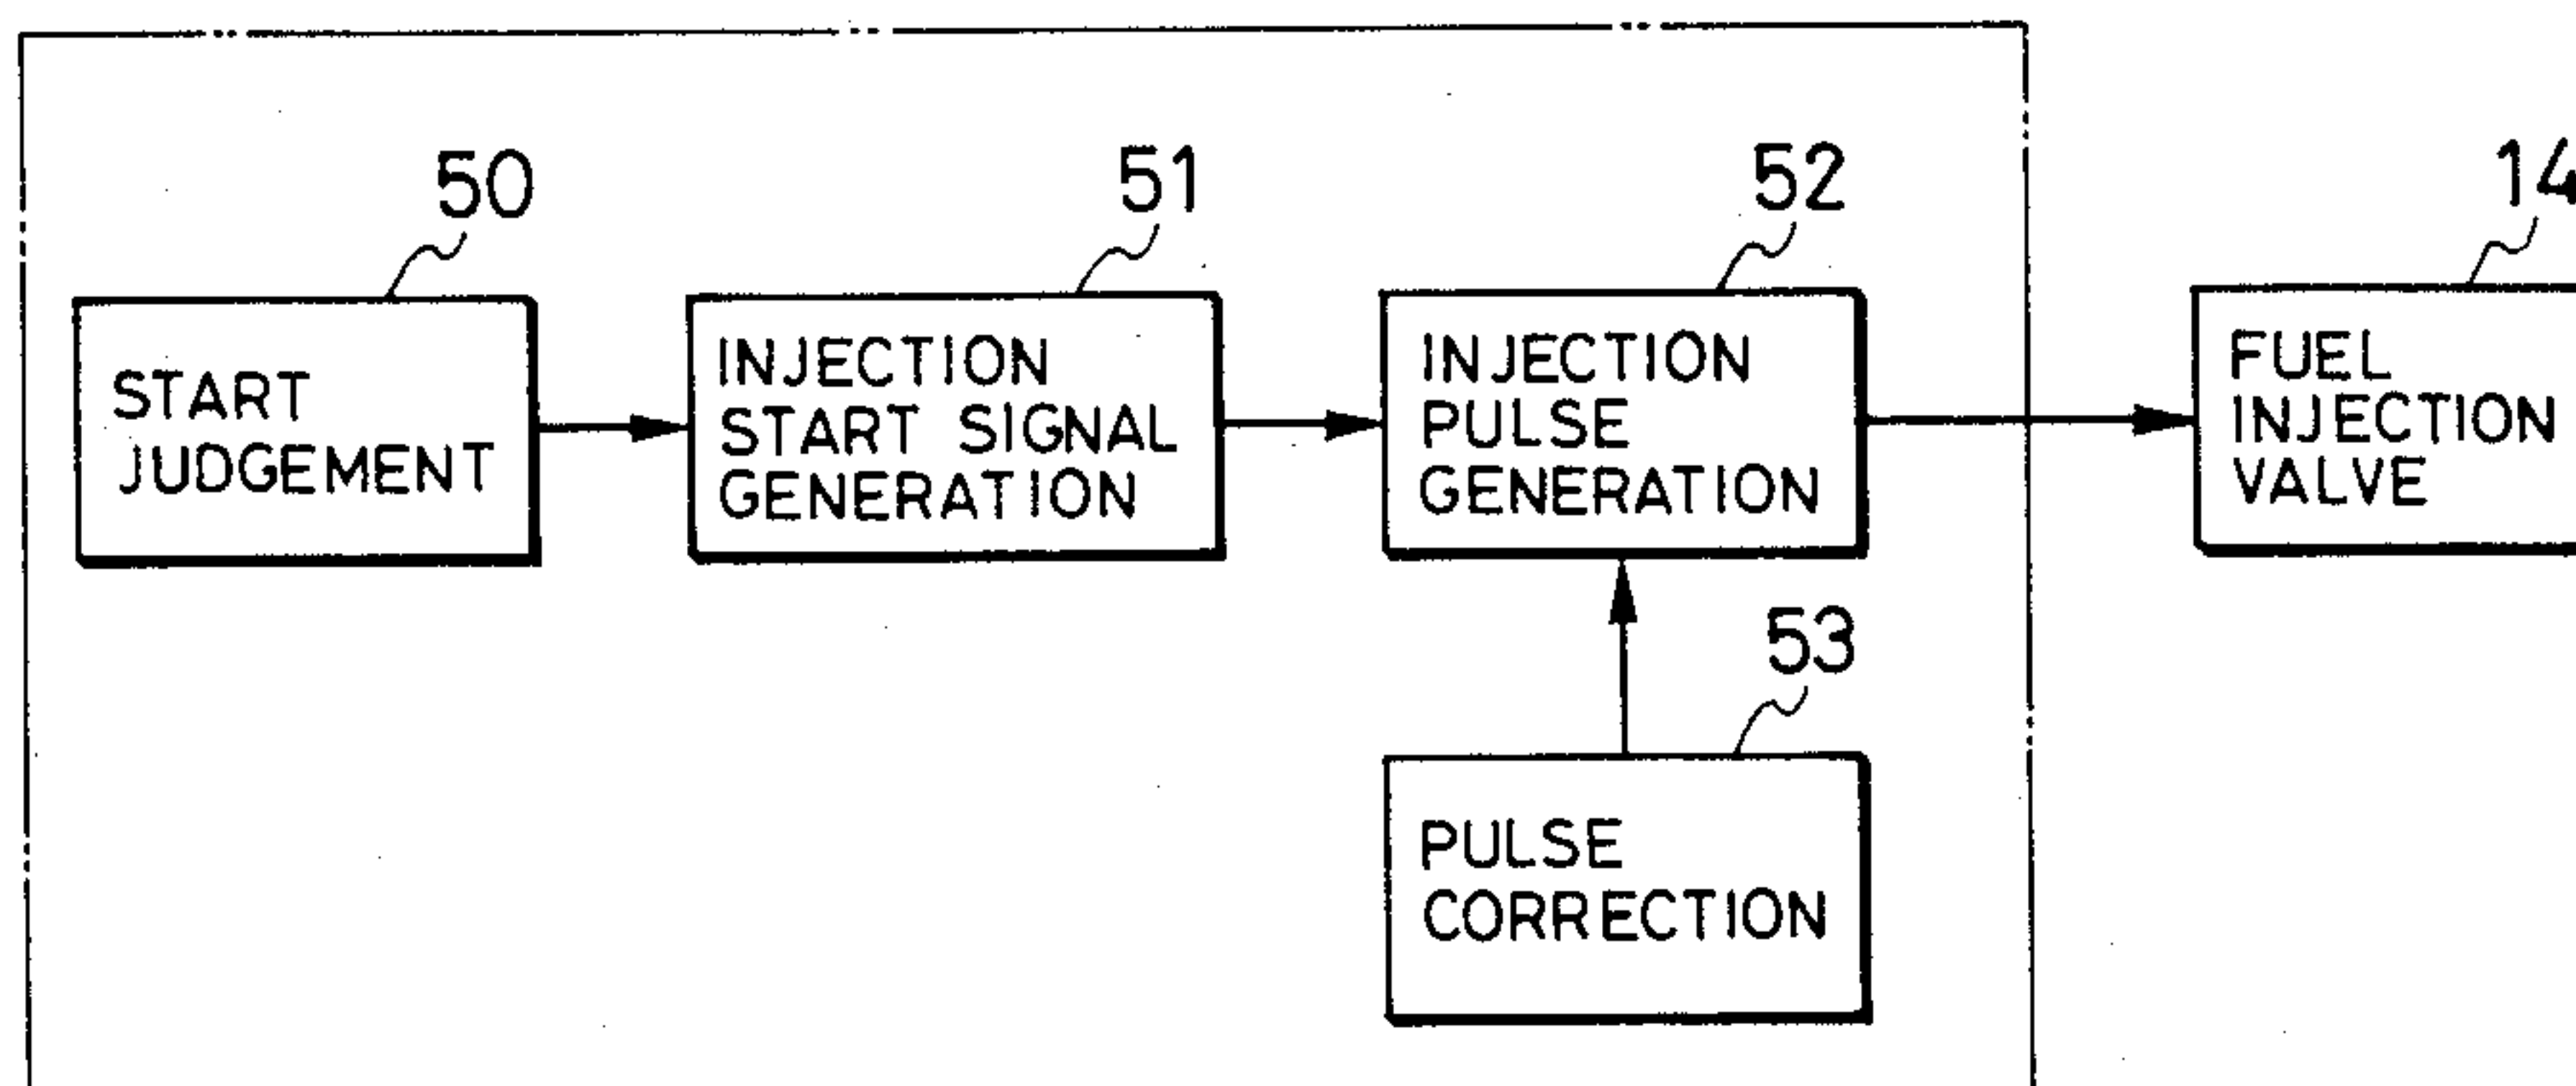 50
51
52
14
START
JUDGEMENT
INJECTION
START SIGNAL
GENERATION
INJECTION
PULSE
GENERATION
FUEL
INJECTION
VALVE
53
PULSE
CORRECTION